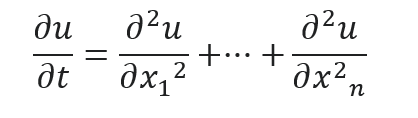 ∂u/∂t = ∂²u/∂x₁² +⋯+ ∂²u/∂x²ₙ